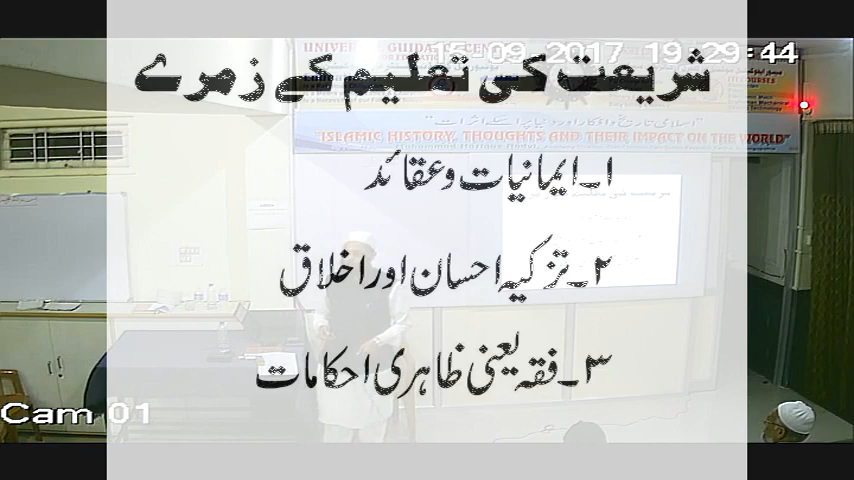 15-09-2017 19:29:44
شریعت کی تعلیم کے زمرے
"ISLAMIC HISTORY, THOUGHTS AND THEIR IMPACT ON THE WORLD"
۱۔ ایمانیات و عقائد
۲۔ تزکیہ احسان اور اخلاق
۳۔ فقہ یعنی ظاہری احکامات
Cam 01